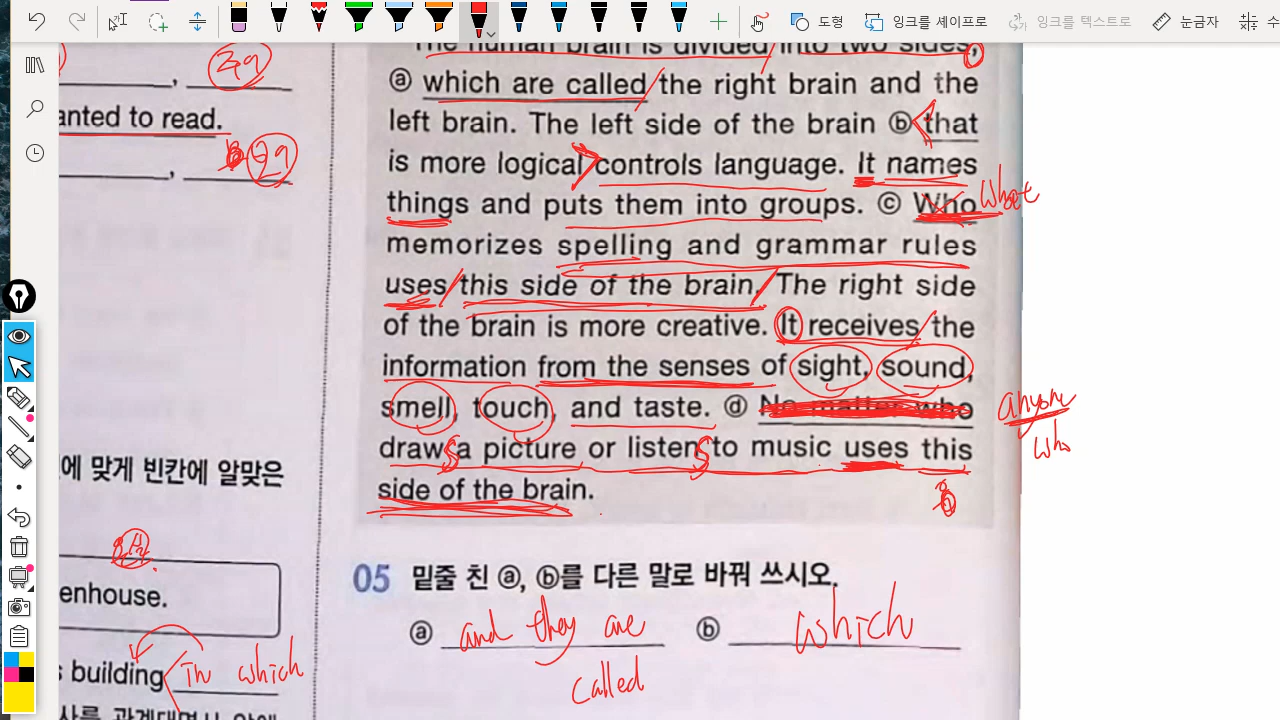 도형
잉크를 셰이프로
잉크를 텍스트로
눈금자
수
29
anted to read.
29
에 맞게 빈칸에 알맞은
enhouse.
s building in which
The human brain is divided into two sides,
ⓐ which are called the right brain and the
left brain. The left side of the brain ⓑ that
is more logical controls language. It names
things and puts them into groups. ⓒ Who
memorizes spelling and grammar rules
uses this side of the brain. The right side
of the brain is more creative. It receives the
information from the senses of sight, sound,
smell, touch, and taste. ⓓ No matter who
draws a picture or listens to music uses this
side of the brain.
anyone
who
05 밑줄 친 ⓐ, ⓑ를 다른 말로 바꿔 쓰시오.
ⓐ and they are ⓑ which
called